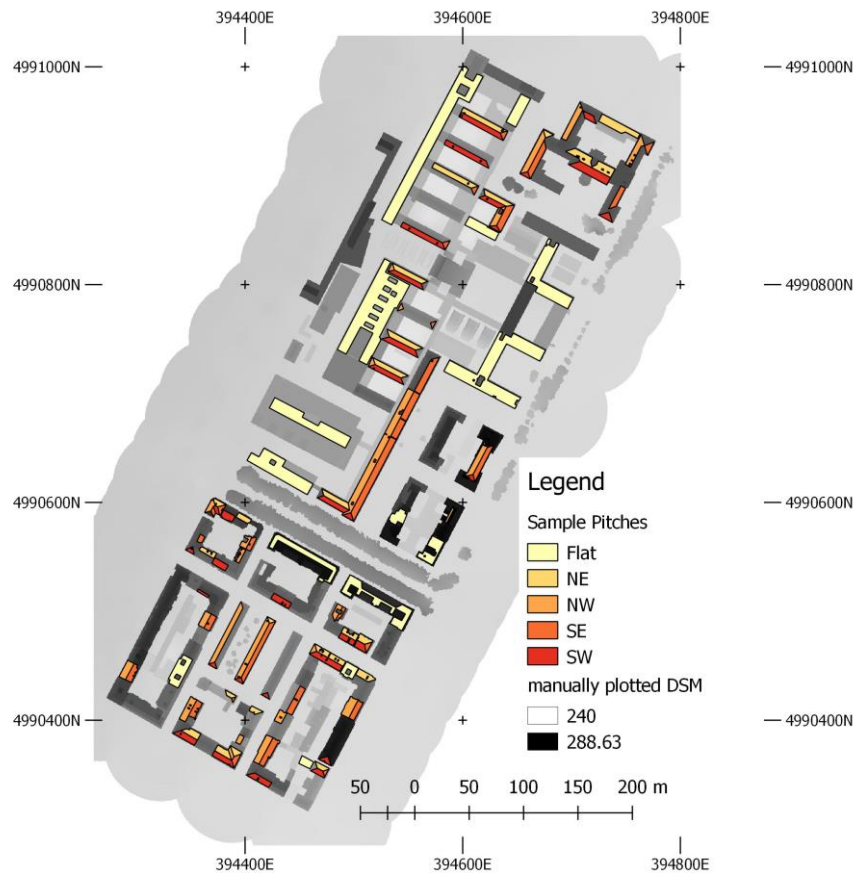 394400E 394600E 394800E
4991000N
4991000N
4990800N
4990800N
4990600N
Legend
Sample Pitches
Flat
NE
NW
SE
SW
manually plotted DSM
240
288.63
4990400N
4990400N
50 0 50 100 150 200 m
394400E 394600E 394800E